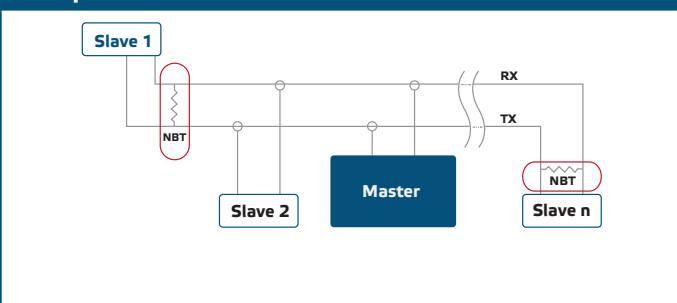 Slave 1
RX
TX
NBT
Master
NBT
Slave 2
Slave n